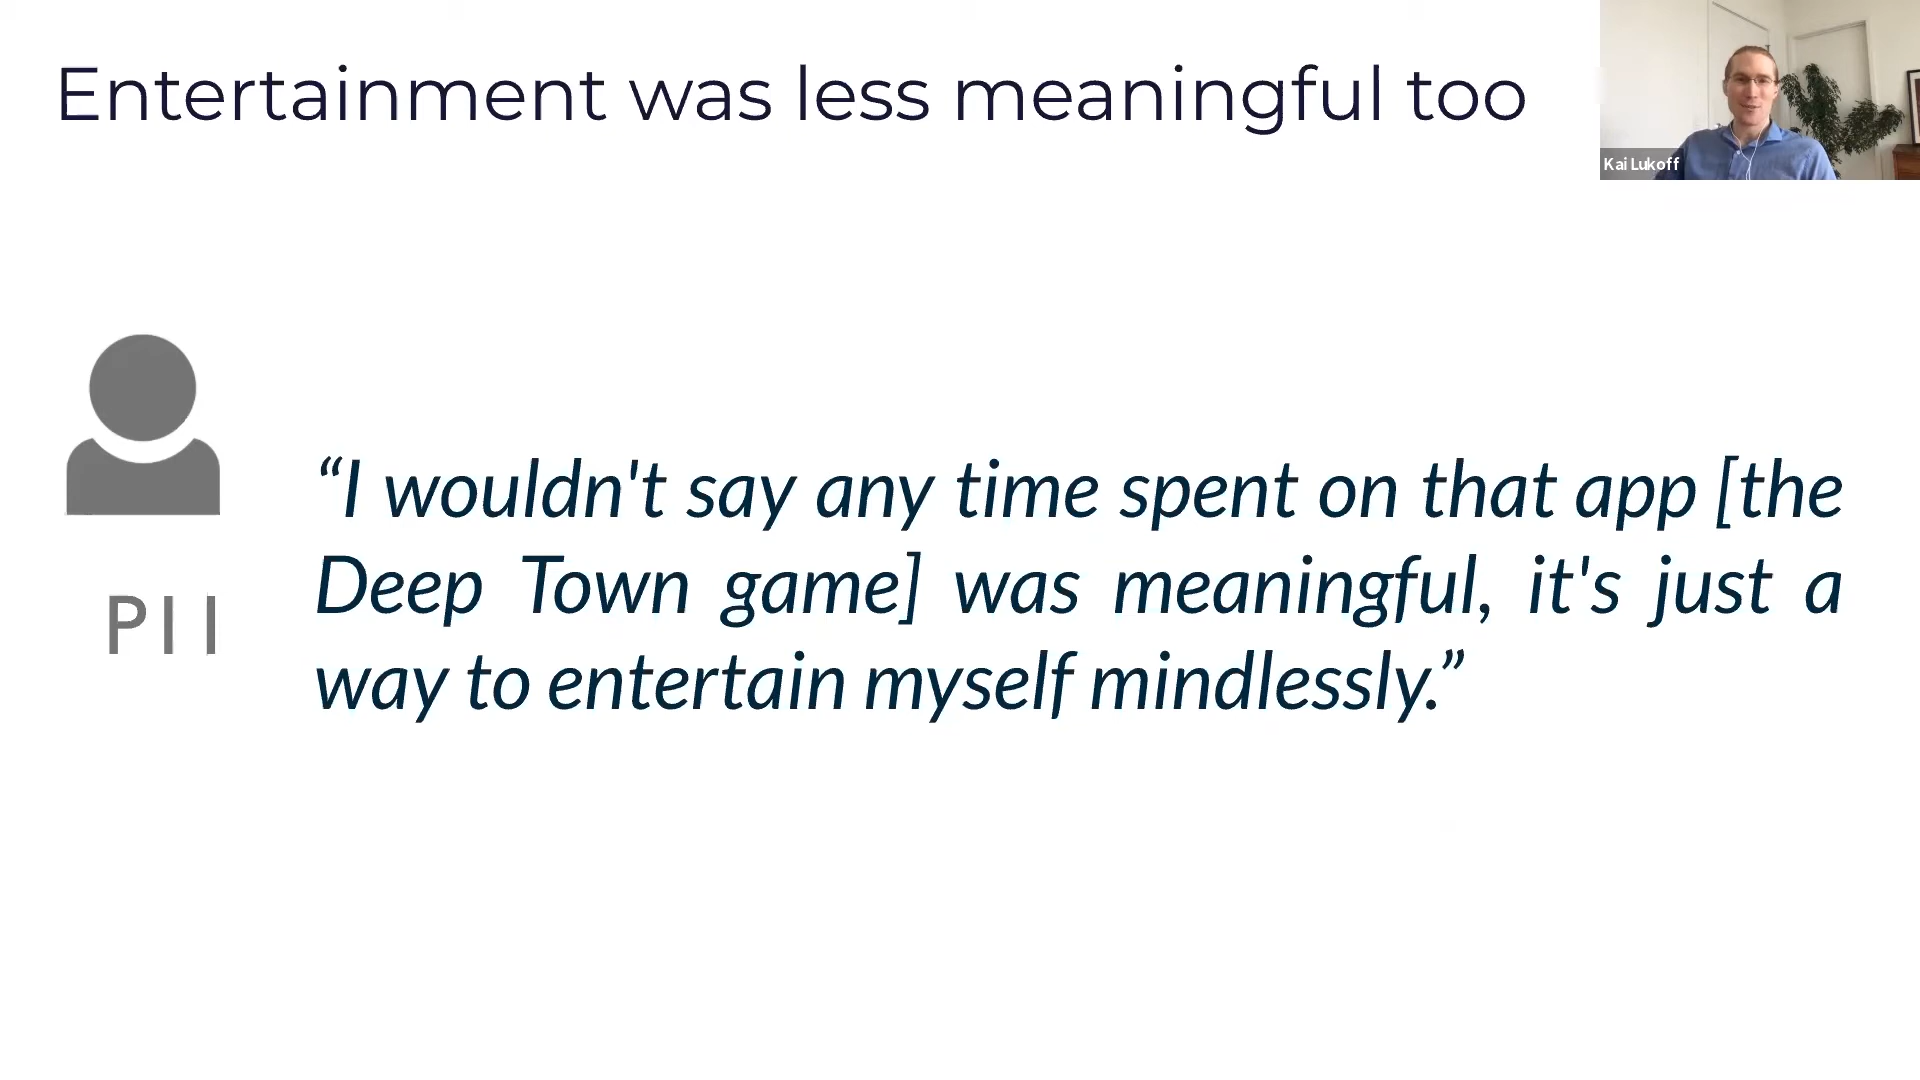 Entertainment was less meaningful too
Kai Lukoff
P11
“I wouldn't say any time spent on that app [the
Deep Town game] was meaningful, it's just a
way to entertain myself mindlessly.”